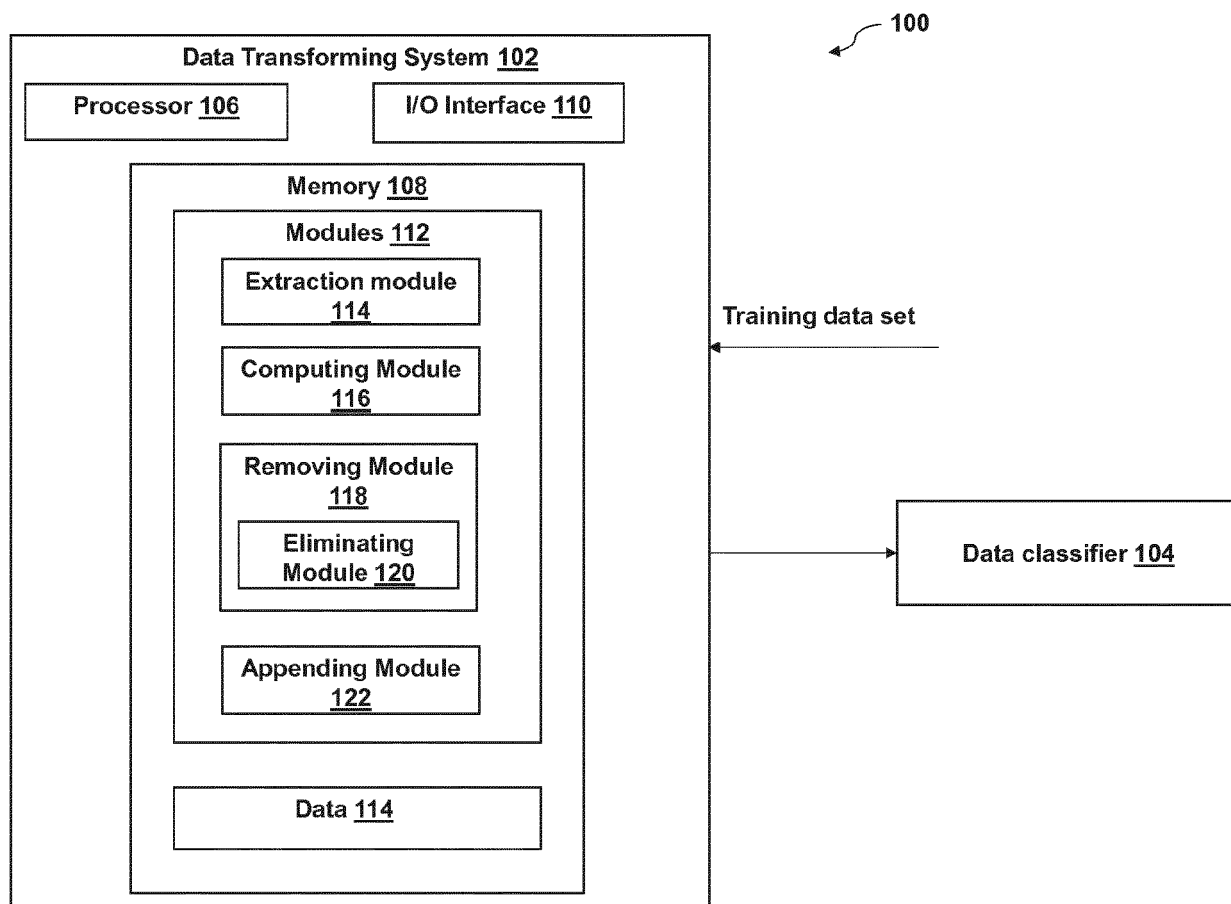 100
Data Transforming System 102
Processor 106
I/O Interface 110
Memory 108
Modules 112
Extraction module
114
Computing Module
116
Removing Module
118
Eliminating
Module 120
Appending Module
122
Data 114
Training data set
Data classifier 104